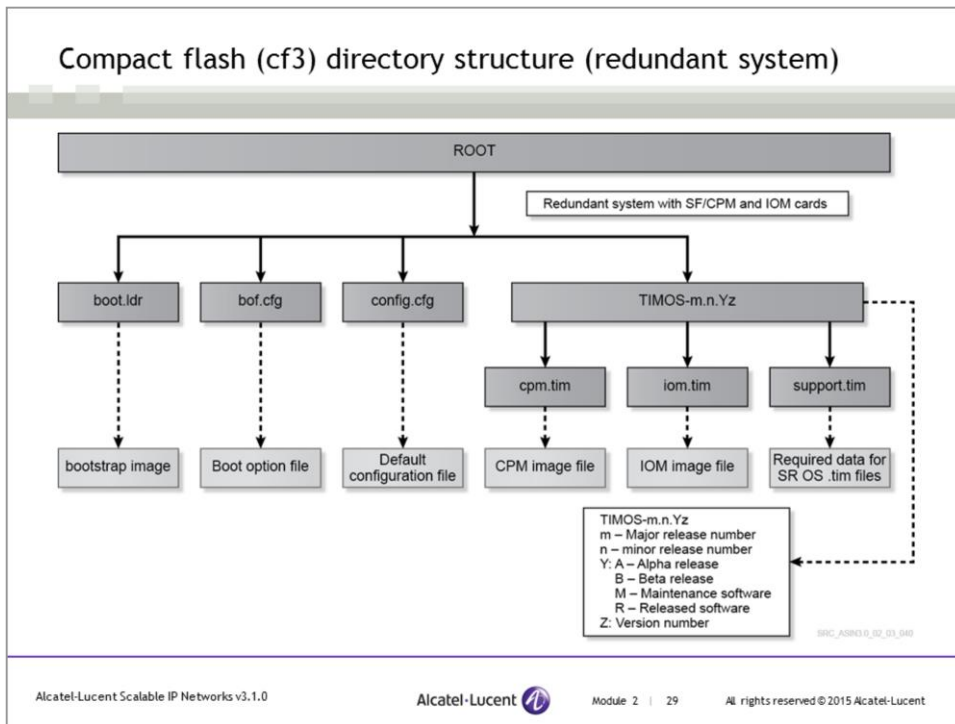 Compact flash (cf3) directory structure (redundant system)
ROOT
Redundant system with SF/CPM and IOM cards
boot.ldr
bof.cfg
config.cfg
TIMOS-m.n.Yz
cpm.tim
iom.tim
support.tim
bootstrap image
Boot option file
Default
configuration file
CPM image file
IOM image file
Required data for
SR OS .tim files
TIMOS-m.n.Yz
m – Major release number
n – minor release number
Y: A – Alpha release
B – Beta release
M – Maintenance software
R – Released software
Z: Version number
SRC_ASIN3.0_02_03_040
Alcatel-Lucent Scalable IP Networks v3.1.0
Alcatel·Lucent
Module 2 | 29
All rights reserved © 2015 Alcatel-Lucent